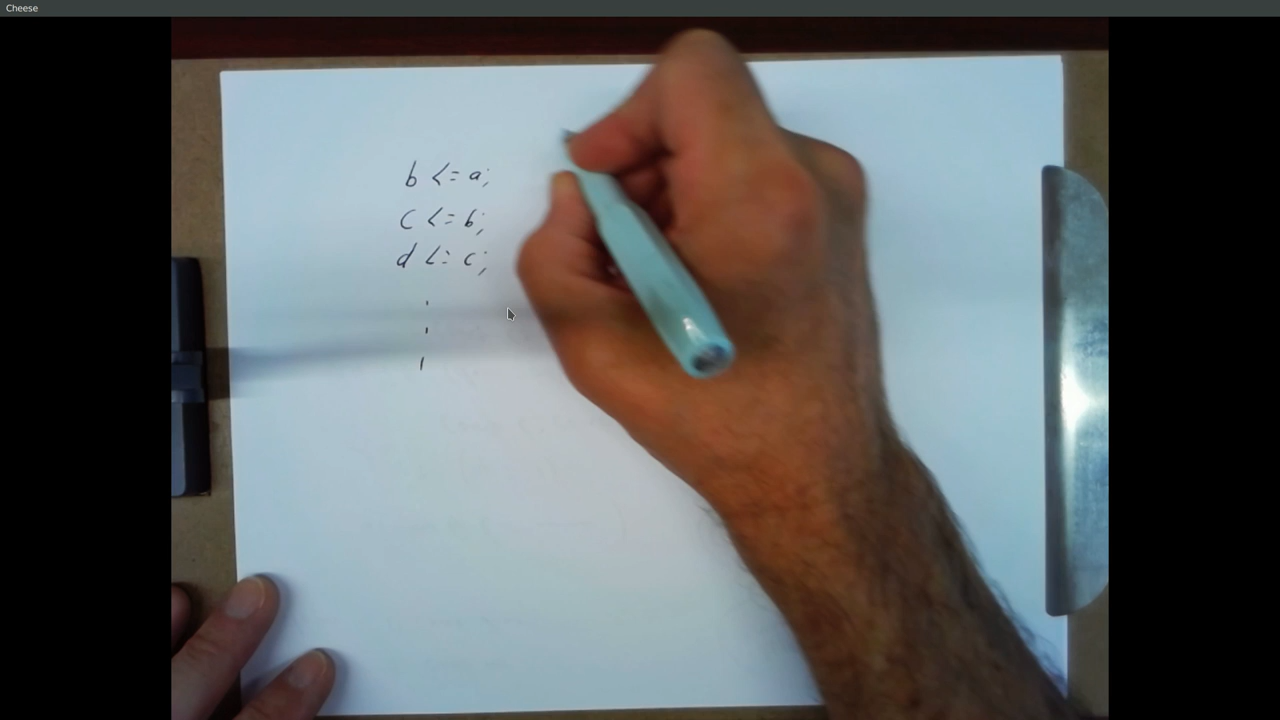 Cheese
b <= a;
c <= b;
d <= c;